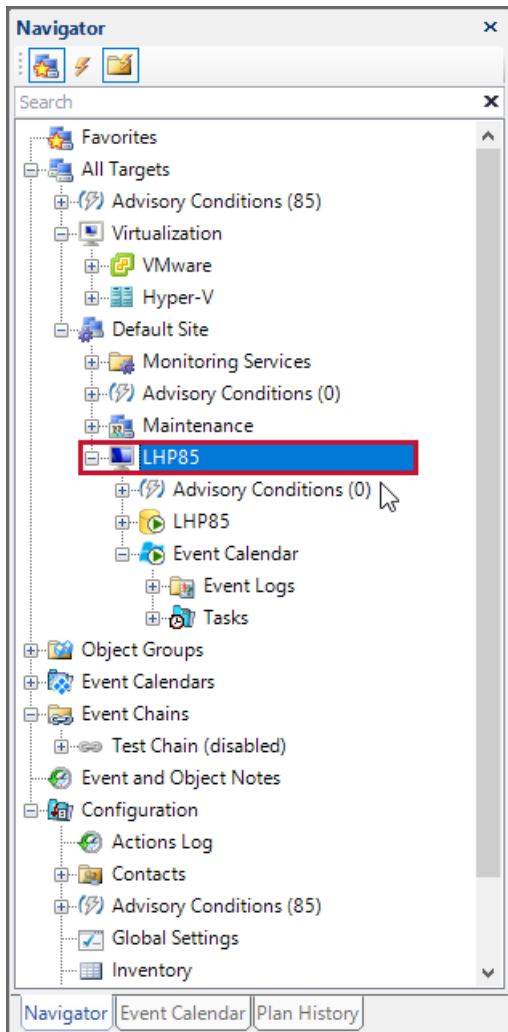 Navigator
Search
Favorites
All Targets
Advisory Conditions (85)
Virtualization
VMware
Hyper-V
Default Site
Monitoring Services
Advisory Conditions (0)
Maintenance
LHP85
Advisory Conditions (0)
LHP85
Event Calendar
Event Logs
Tasks
Object Groups
Event Calendars
Event Chains
Test Chain (disabled)
Event and Object Notes
Configuration
Actions Log
Contacts
Advisory Conditions (85)
Global Settings
Inventory
Navigator Event Calendar Plan History